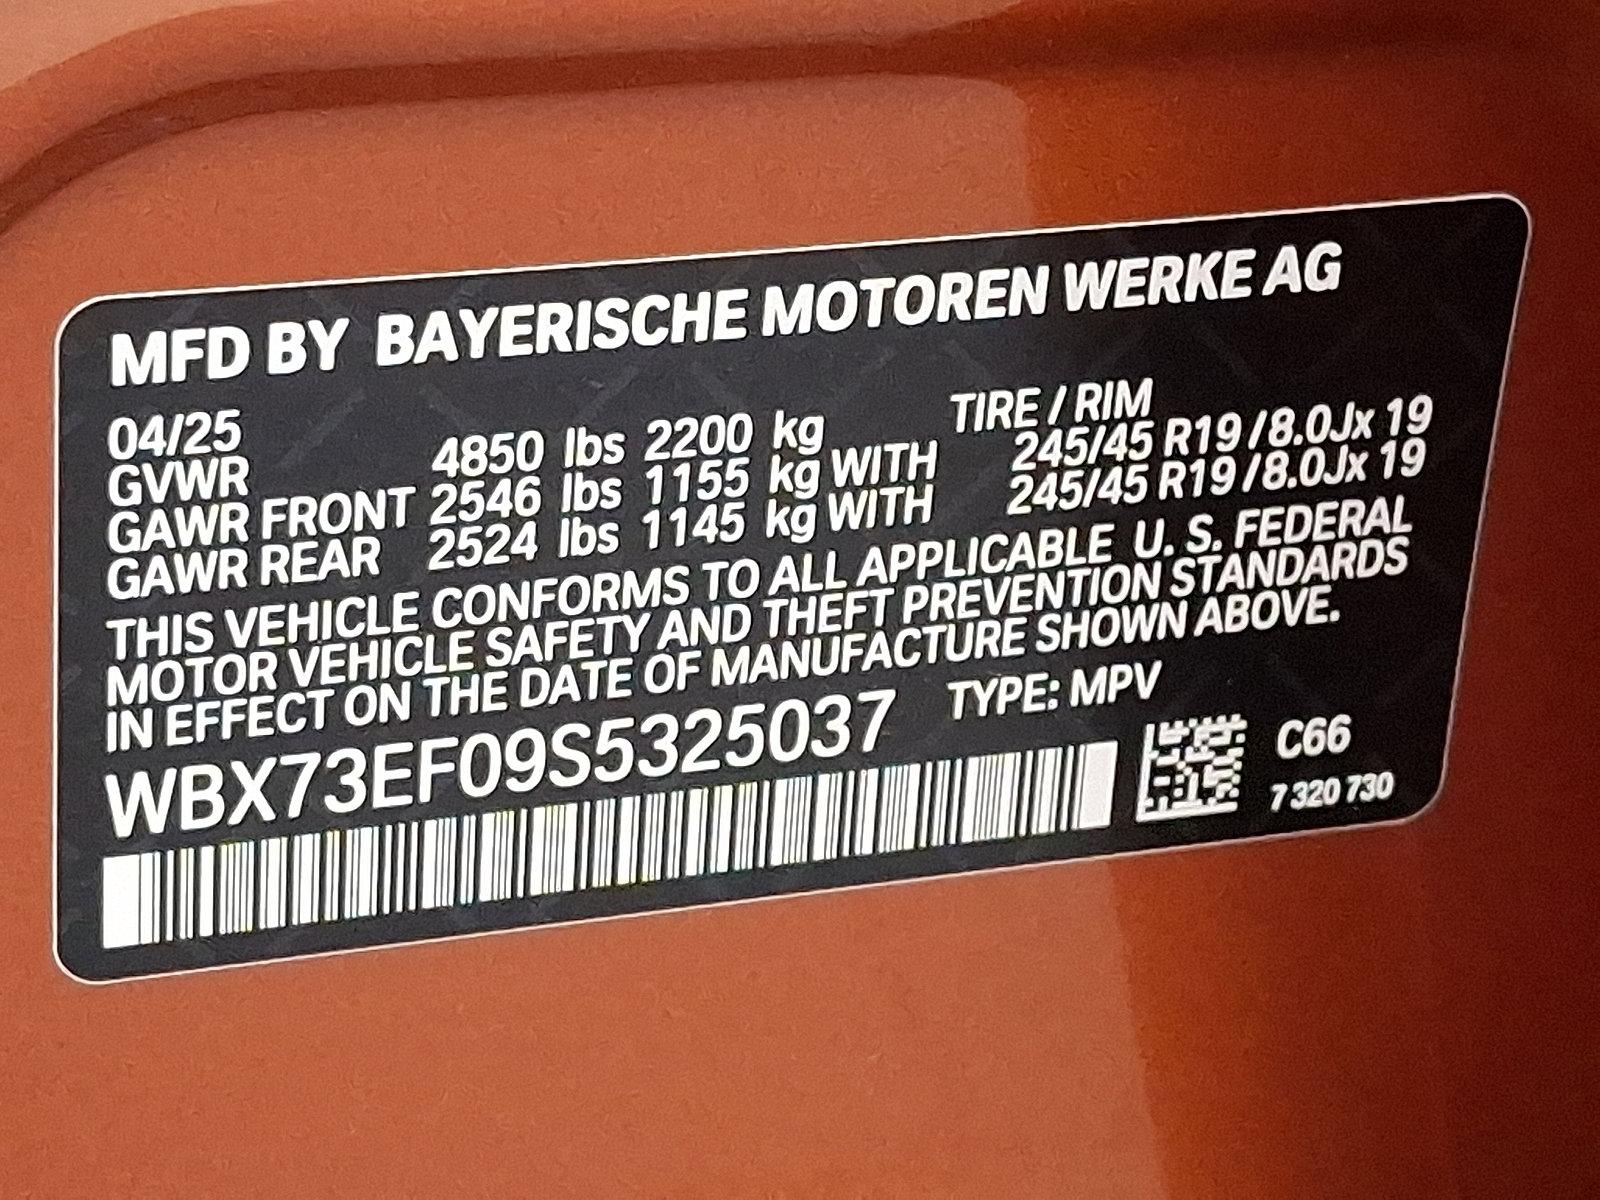 MFD BY BAYERISCHE MOTOREN WERKE AG
04/25
TIRE / RIM
GVWR 4850 lbs 2200 kg
GAWR FRONT 2546 lbs 1155 kg WITH 245/45 R19 /8.0Jx 19
GAWR REAR 2524 lbs 1145 kg WITH 245/45 R19 /8.0Jx 19
THIS VEHICLE CONFORMS TO ALL APPLICABLE U. S. FEDERAL
MOTOR VEHICLE SAFETY AND THEFT PREVENTION STANDARDS
IN EFFECT ON THE DATE OF MANUFACTURE SHOWN ABOVE.
WBX73EF09S5325037 TYPE: MPV
C66
7 320 730